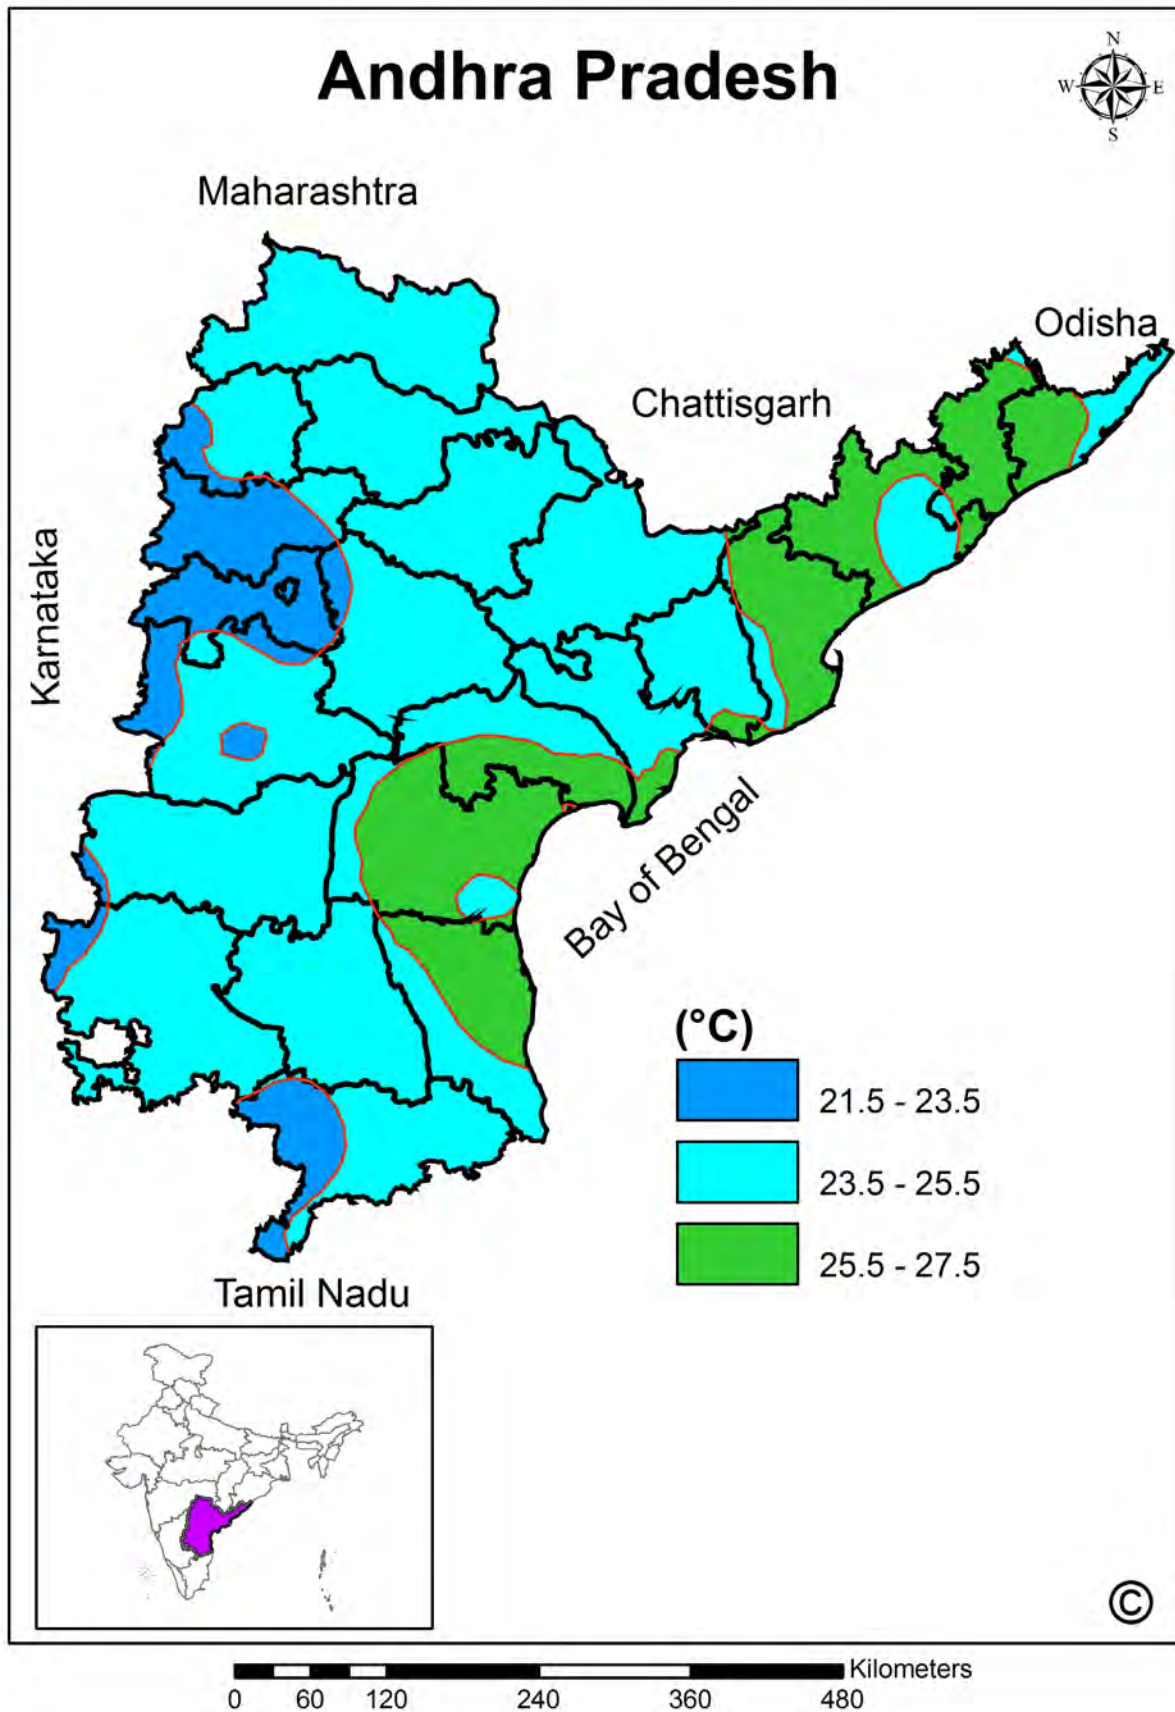 Andhra Pradesh
N
W E
S
Maharashtra
Odisha
Chattisgarh
Karnataka
Bay of Bengal
(°C)
21.5 - 23.5
23.5 - 25.5
25.5 - 27.5
Tamil Nadu
©
Kilometers
0 60 120 240 360 480